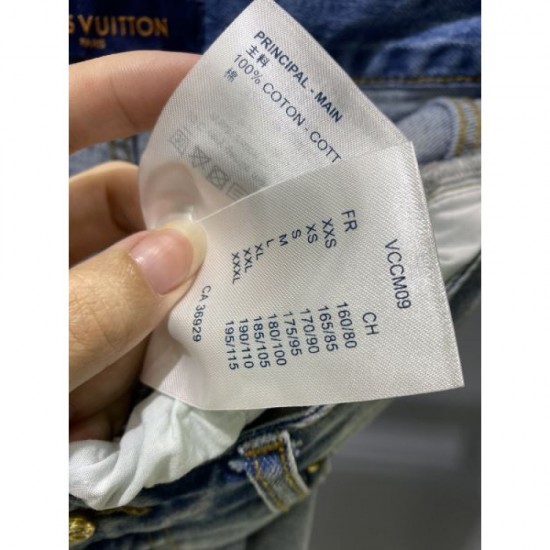 S VUITTON
PARIS
PRINCIPAL - MAIN
主料
100% COTON - COTT
棉
VCCM09
FR CH
XXS 160/80
XS 165/85
S 170/90
M 175/95
L 180/100
XL 185/105
XXL 190/110
XXXL 195/115
CA 36929